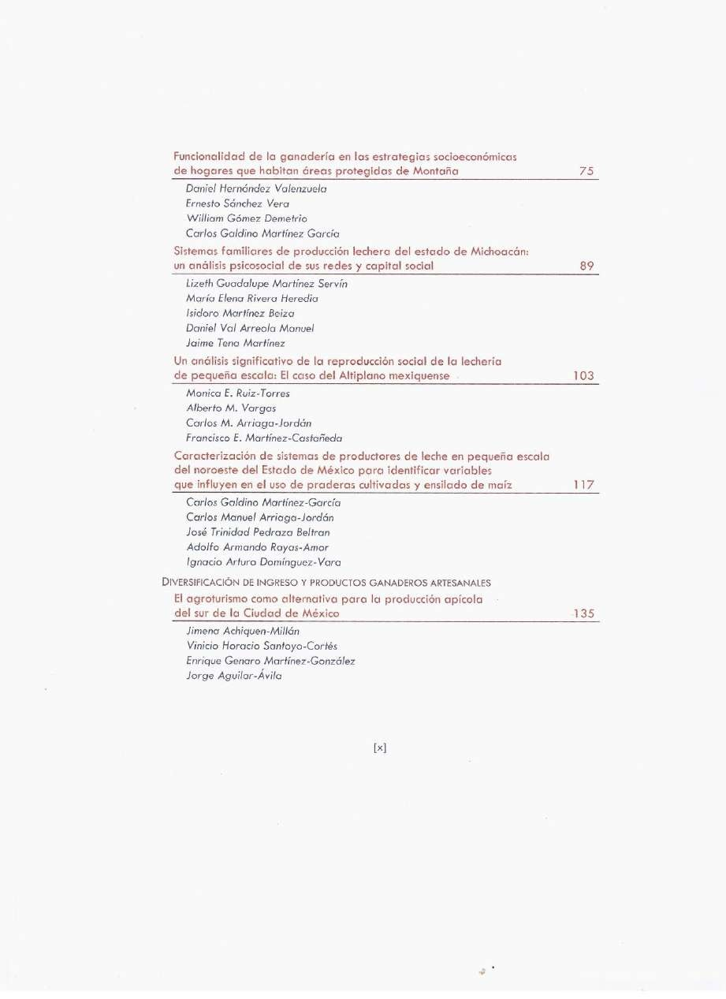 Funcionalidad de la ganadería en las estrategias socioeconómicas
de hogares que habitan áreas protegidas de Montaña 75
Daniel Hernández Valenzuela
Ernesto Sánchez Vera
William Gómez Demetrio
Carlos Galdino Martínez García
Sistemas familiares de producción lechera del estado de Michoacán:
un análisis psicosocial de sus redes y capital social 89
Lizeth Guadalupe Martínez Servín
María Elena Rivera Heredia
Isidoro Martínez Beiza
Daniel Val Arreola Manuel
Jaime Tena Martínez
Un análisis significativo de la reproducción social de la lechería
de pequeña escala: El caso del Altiplano mexiquense 103
Monica E. Ruiz-Torres
Alberto M. Vargas
Carlos M. Arriaga-Jordán
Francisco E. Martínez-Castañeda
Caracterización de sistemas de productores de leche en pequeña escala
del noroeste del Estado de México para identificar variables
que influyen en el uso de praderas cultivadas y ensilado de maíz 117
Carlos Galdino Martínez-García
Carlos Manuel Arriaga-Jordán
José Trinidad Pedraza Beltran
Adolfo Armando Rayas-Amor
Ignacio Arturo Domínguez-Vara
DIVERSIFICACIÓN DE INGRESO Y PRODUCTOS GANADEROS ARTESANALES
El agroturismo como alternativa para la producción apícola
del sur de la Ciudad de México 135
Jimena Achiquen-Millán
Vinicio Horacio Santoyo-Cortés
Enrique Genaro Martínez-González
Jorge Aguilar-Ávila
[x]